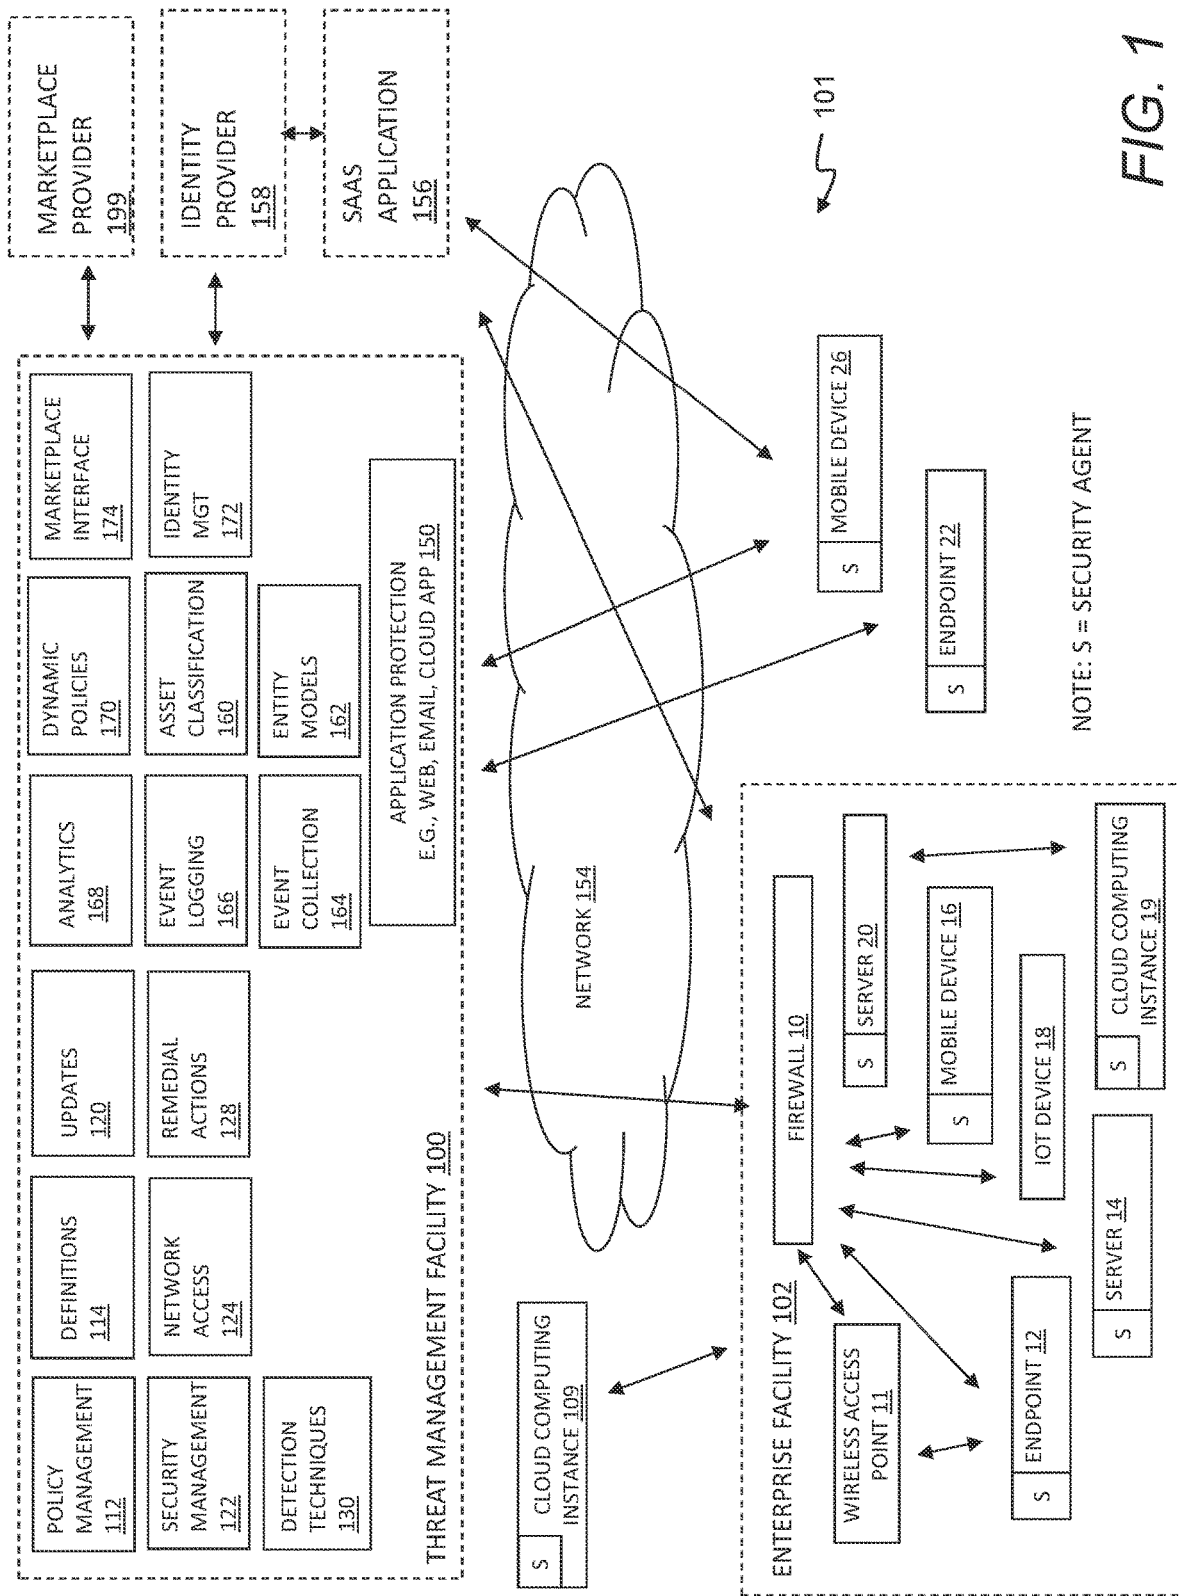 POLICY
MANAGEMENT
112
DEFINITIONS
114
UPDATES
120
ANALYTICS
168
DYNAMIC
POLICIES
170
MARKETPLACE
INTERFACE
174
MARKETPLACE
PROVIDER
199
SECURITY
MANAGEMENT
122
NETWORK
ACCESS
124
REMEDIAL
ACTIONS
128
EVENT
LOGGING
166
ASSET
CLASSIFICATION
160
IDENTITY
MGT
172
IDENTITY
PROVIDER
158
DETECTION
TECHNIQUES
130
EVENT
COLLECTION
164
ENTITY
MODELS
162
SAAS
APPLICATION
156
APPLICATION PROTECTION
E.G., WEB, EMAIL, CLOUD APP 150
THREAT MANAGEMENT FACILITY 100
S
CLOUD COMPUTING
INSTANCE 109
NETWORK 154
101
ENTERPRISE FACILITY 102
FIREWALL 10
WIRELESS ACCESS
POINT 11
S
SERVER 20
S
MOBILE DEVICE 16
IOT DEVICE 18
S
ENDPOINT 12
S
SERVER 14
S
CLOUD COMPUTING
INSTANCE 19
S
MOBILE DEVICE 26
S
ENDPOINT 22
NOTE: S = SECURITY AGENT
FIG. 1